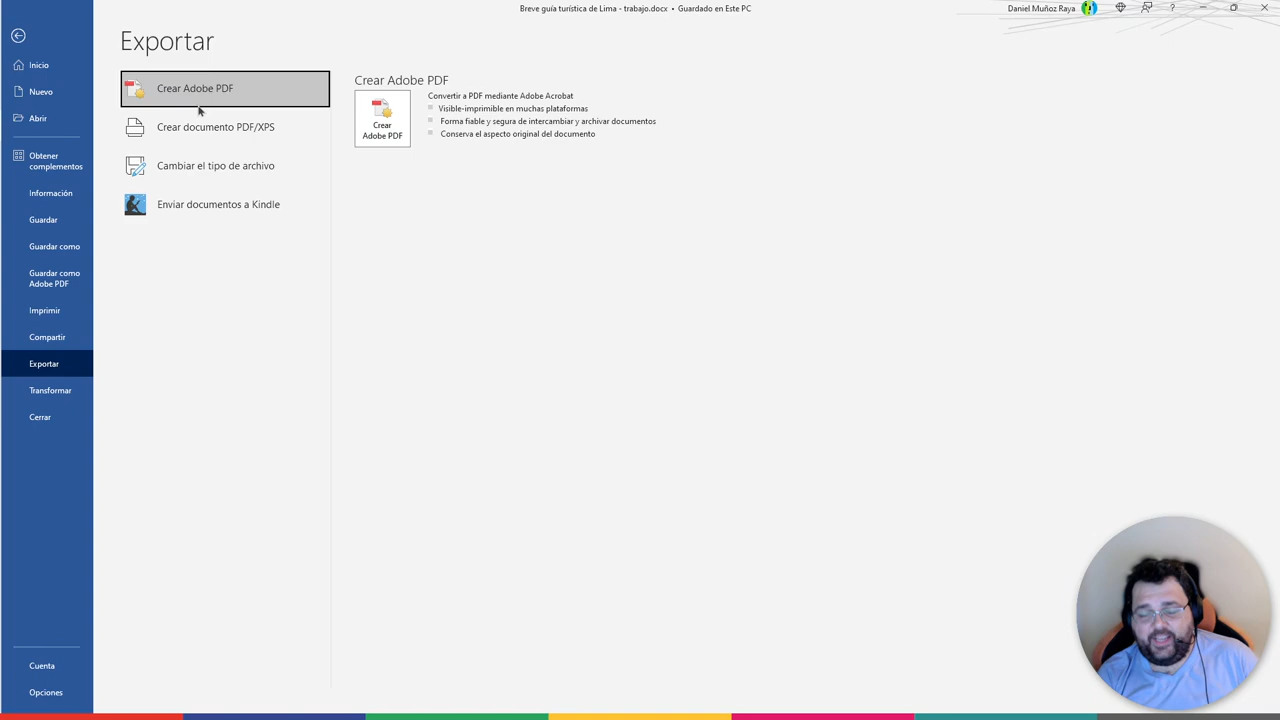 Breve guía turística de Lima - trabajo.docx • Guardado en Este PC
Daniel Muñoz Raya
?
Exportar
Inicio
Nuevo
Abrir
Obtener
complementos
Información
Guardar
Guardar como
Guardar como
Adobe PDF
Imprimir
Compartir
Exportar
Transformar
Cerrar
Cuenta
Opciones
Crear Adobe PDF
Crear documento PDF/XPS
Cambiar el tipo de archivo
Enviar documentos a Kindle
Crear Adobe PDF
Crear
Adobe PDF
Convertir a PDF mediante Adobe Acrobat
Visible-imprimible en muchas plataformas
Forma fiable y segura de intercambiar y archivar documentos
Conserva el aspecto original del documento